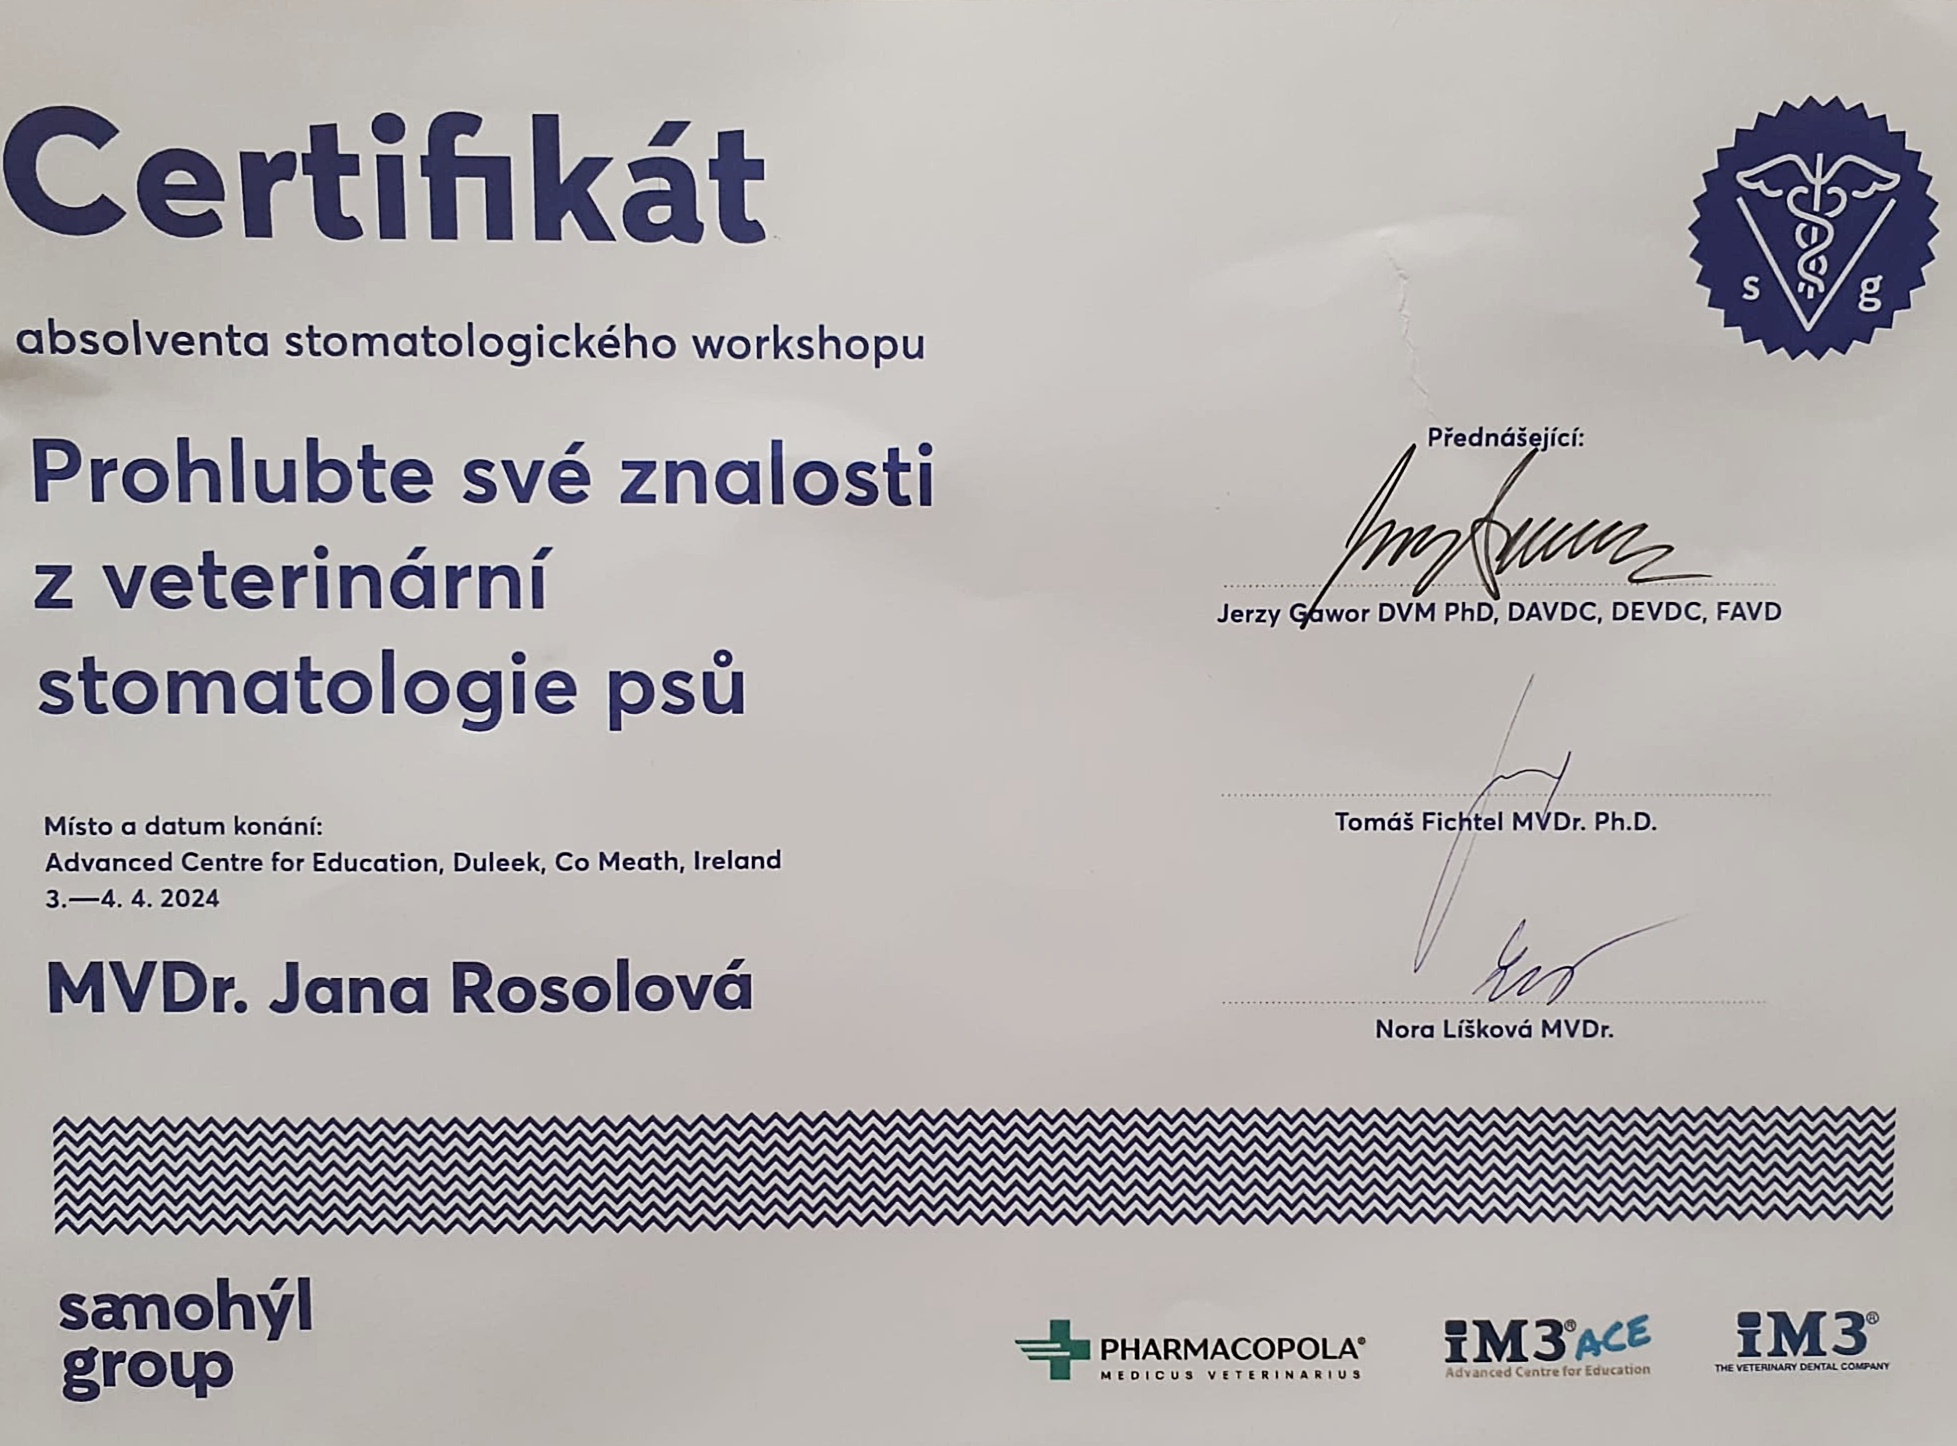 Certifikát
absolventa stomatologického workshopu
Prohlubte své znalosti
z veterinární
stomatologie psů
Místo a datum konání:
Advanced Centre for Education, Duleek, Co Meath, Ireland
3.—4. 4. 2024
MVDr. Jana Rosolová
s g
Přednášející:
Jerzy Gawor DVM PhD, DAVDC, DEVDC, FAVD
Tomáš Fichtel MVDr. Ph.D.
Nora Líšková MVDr.
samohýl
group
PHARMACOPOLA®
MEDICUS VETERINARIUS
iM3® ACE
Advanced Centre for Education
iM3®
THE VETERINARY DENTAL COMPANY